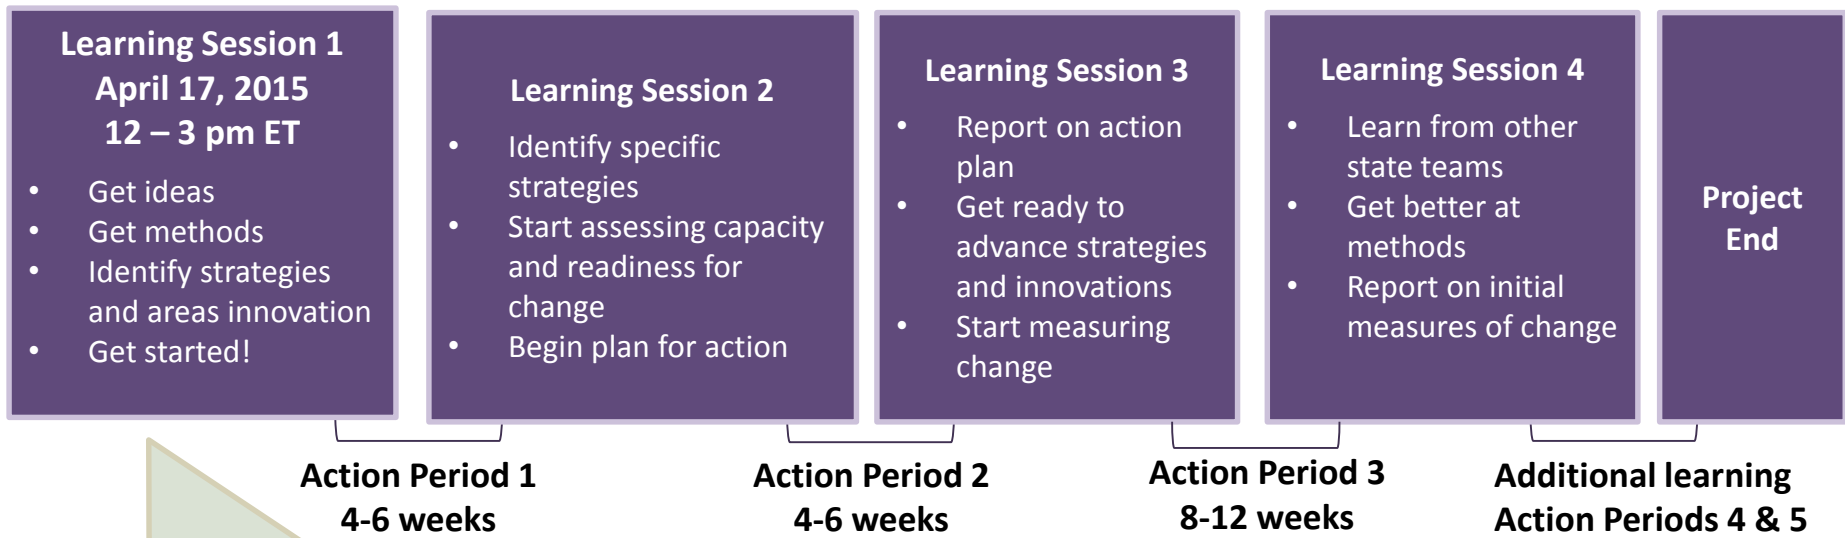 Learning Session 1
April 17, 2015
12 – 3 pm ET
• Get ideas
• Get methods
• Identify strategies
and areas innovation
• Get started!
Learning Session 2
• Identify specific
strategies
• Start assessing capacity
and readiness for
change
• Begin plan for action
Learning Session 3
• Report on action
plan
• Get ready to
advance strategies
and innovations
• Start measuring
change
Learning Session 4
• Learn from other
state teams
• Get better at
methods
• Report on initial
measures of change
Project
End
Action Period 1
4-6 weeks
Action Period 2
4-6 weeks
Action Period 3
8-12 weeks
Additional learning
Action Periods 4 & 5